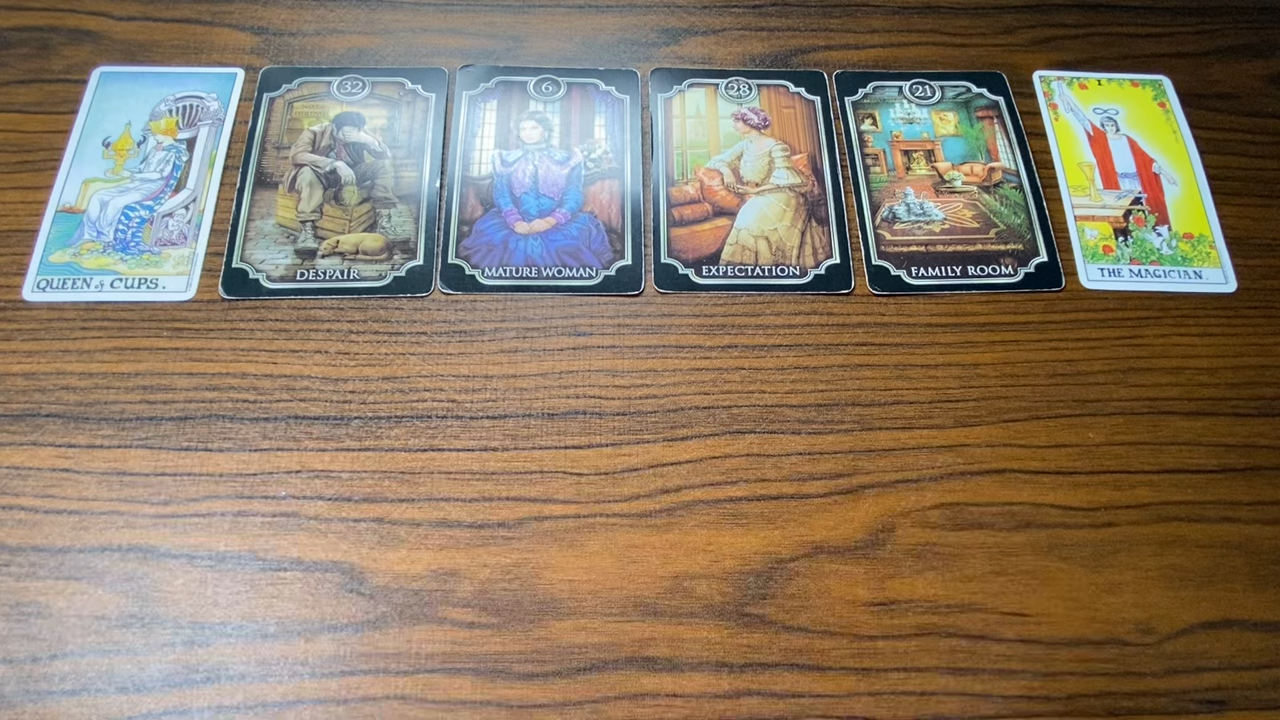 QUEEN of CUPS.
32
DESPAIR
6
MATURE WOMAN
28
EXPECTATION
21
FAMILY ROOM
I
THE MAGICIAN.